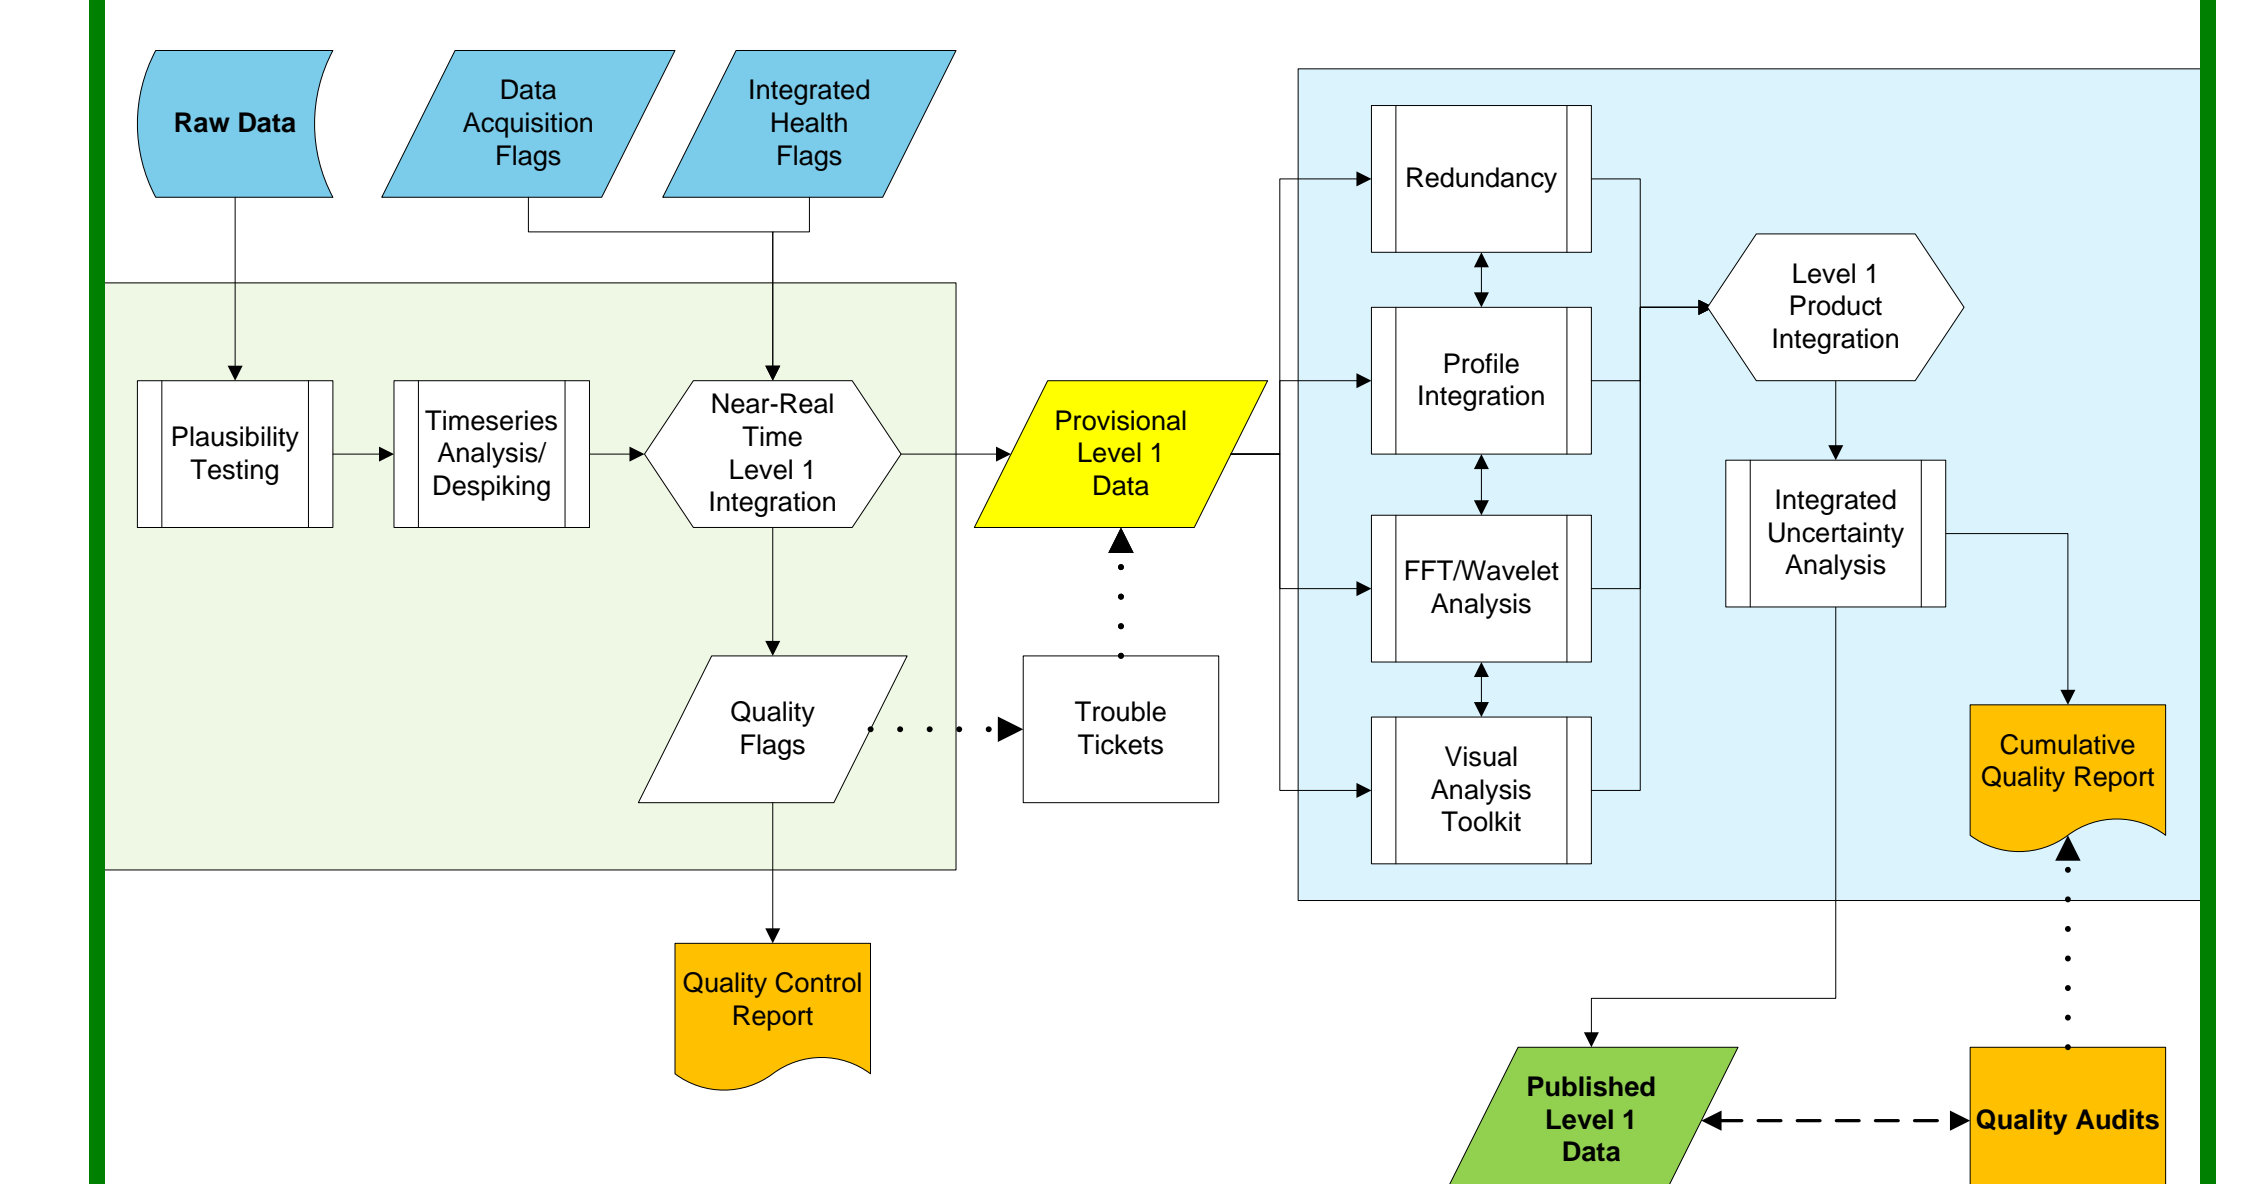 Raw Data
Data
Acquisition
Flags
Integrated
Health
Flags
Plausibility
Testing
Timeseries
Analysis/
Despiking
Near-Real
Time
Level 1
Integration
Provisional
Level 1
Data
Quality
Flags
Trouble
Tickets
Quality Control
Report
Redundancy
Profile
Integration
FFT/Wavelet
Analysis
Visual
Analysis
Toolkit
Level 1
Product
Integration
Integrated
Uncertainty
Analysis
Cumulative
Quality Report
Published
Level 1
Data
Quality Audits